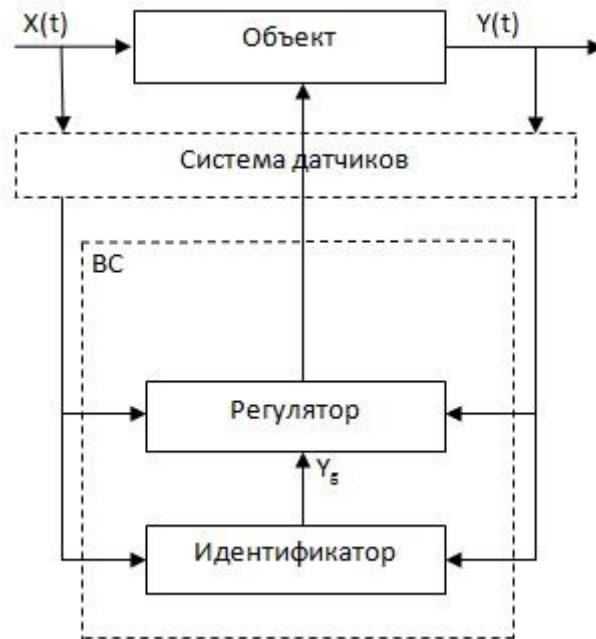 X(t)
Объект
Y(t)
Система датчиков
ВС
Регулятор
Идентификатор